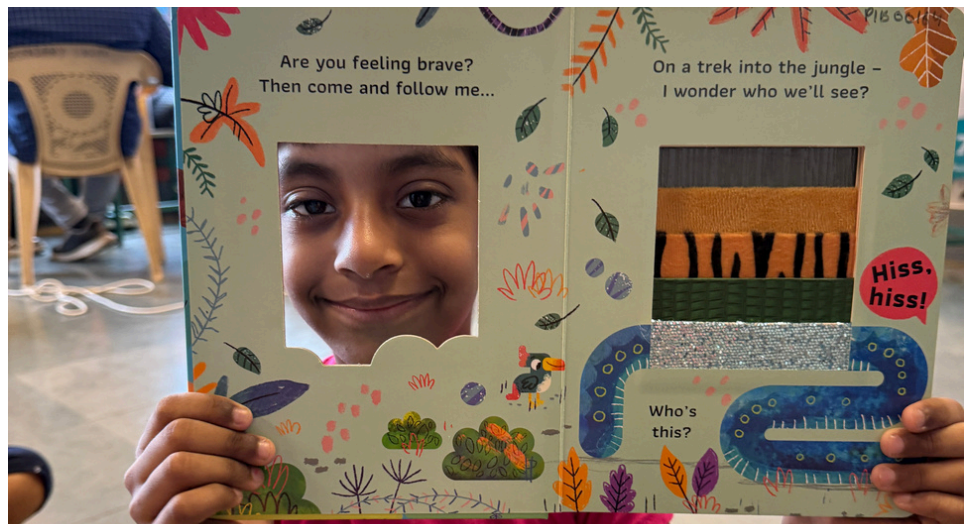 Are you feeling brave?
Then come and follow me...
On a trek into the jungle –
I wonder who we'll see?
Hiss,
hiss!
Who's
this?